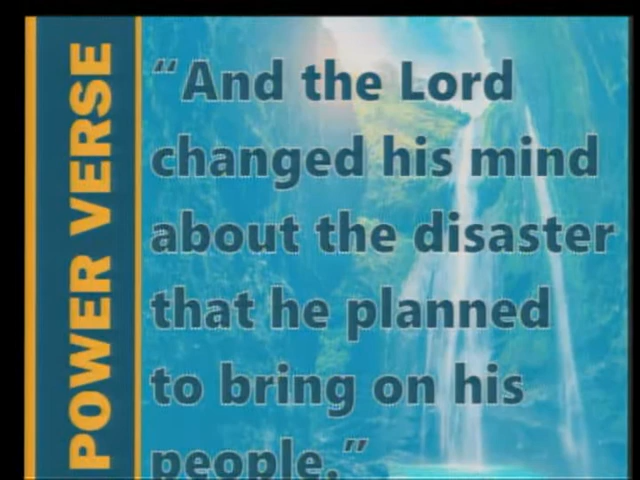 POWER VERSE
“And the Lord
changed his mind
about the disaster
that he planned
to bring on his
people.”